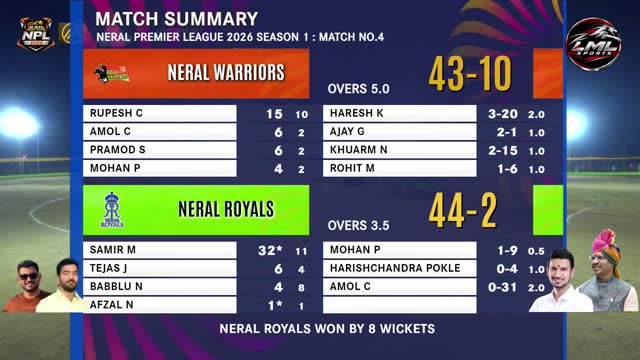 MATCH SUMMARY
NERAL PREMIER LEAGUE 2026 SEASON 1 : MATCH NO.4
NPL
LML
SPORTS
NERAL WARRIORS
OVERS 5.0
43-10
RUPESH C 15 10 HARESH K 3-20 2.0
AMOL C 6 2 AJAY G 2-1 1.0
PRAMOD S 6 2 KHUARM N 2-15 1.0
MOHAN P 4 2 ROHIT M 1-6 1.0
NERAL ROYALS
NERAL
ROYALS
OVERS 3.5
44-2
SAMIR M 32* 11 MOHAN P 1-9 0.5
TEJAS J 6 4 HARISHCHANDRA POKLE 0-4 1.0
BABBLU N 4 8 AMOL C 0-31 2.0
AFZAL N 1* 1
NERAL ROYALS WON BY 8 WICKETS